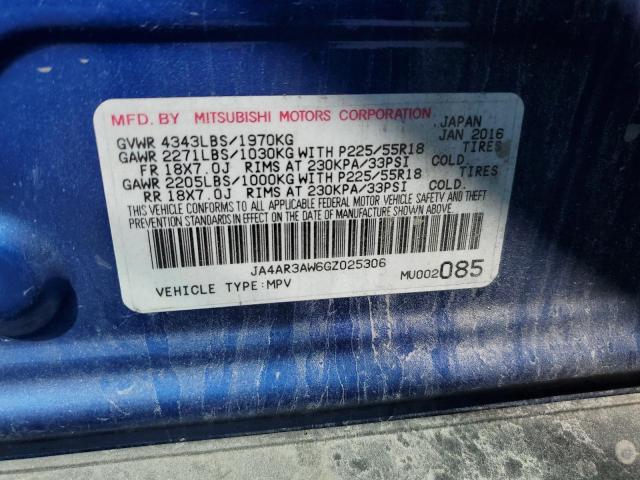 MFD. BY MITSUBISHI MOTORS CORPORATION JAPAN
GVWR 4343LBS/1970KG JAN 2016
GAWR 2271LBS/1030KG WITH P225/55R18 TIRES
FR 18X7.0J RIMS AT 230KPA/33PSI COLD.
GAWR 2205LBS/1000KG WITH P225/55R18 TIRES
RR 18X7.0J RIMS AT 230KPA/33PSI COLD.
THIS VEHICLE CONFORMS TO ALL APPLICABLE FEDERAL MOTOR VEHICLE SAFETY AND THEFT
PREVENTION STANDARDS IN EFFECT ON THE DATE OF MANUFACTURE SHOWN ABOVE.
JA4AR3AW6GZ025306
VEHICLE TYPE:MPV MU002 085